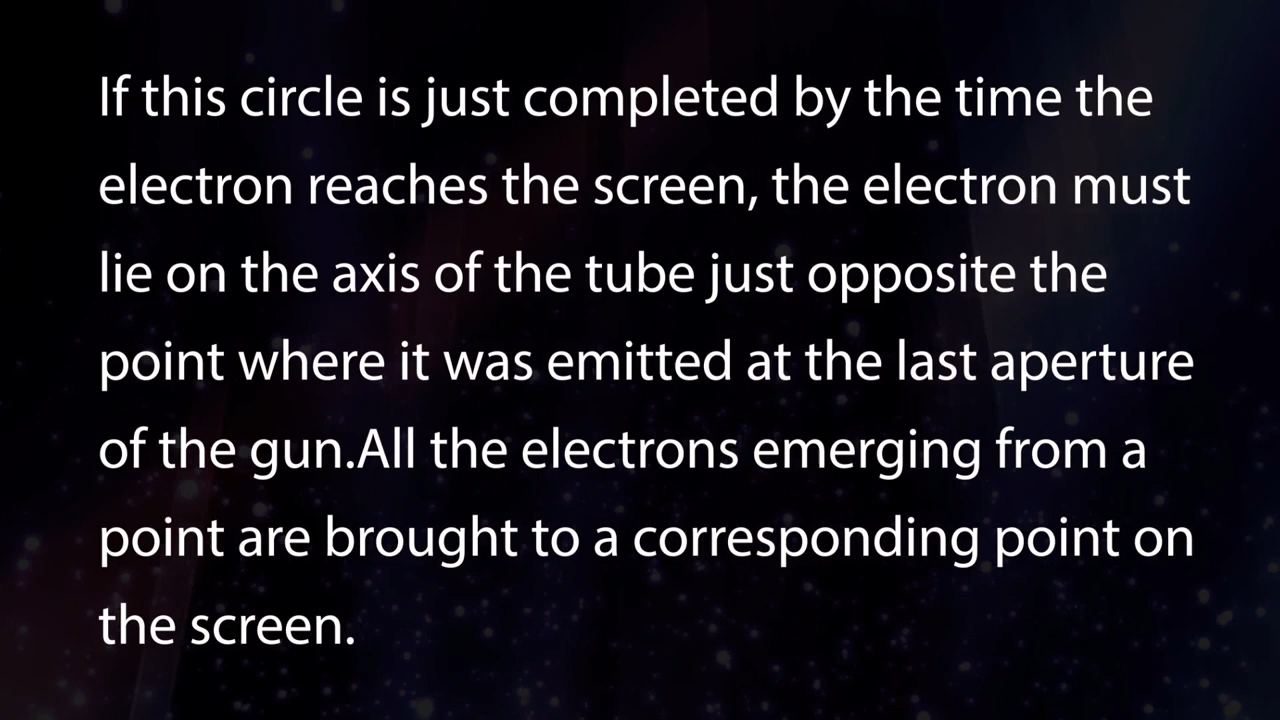 If this circle is just completed by the time the
electron reaches the screen, the electron must
lie on the axis of the tube just opposite the
point where it was emitted at the last aperture
of the gun.All the electrons emerging from a
point are brought to a corresponding point on
the screen.